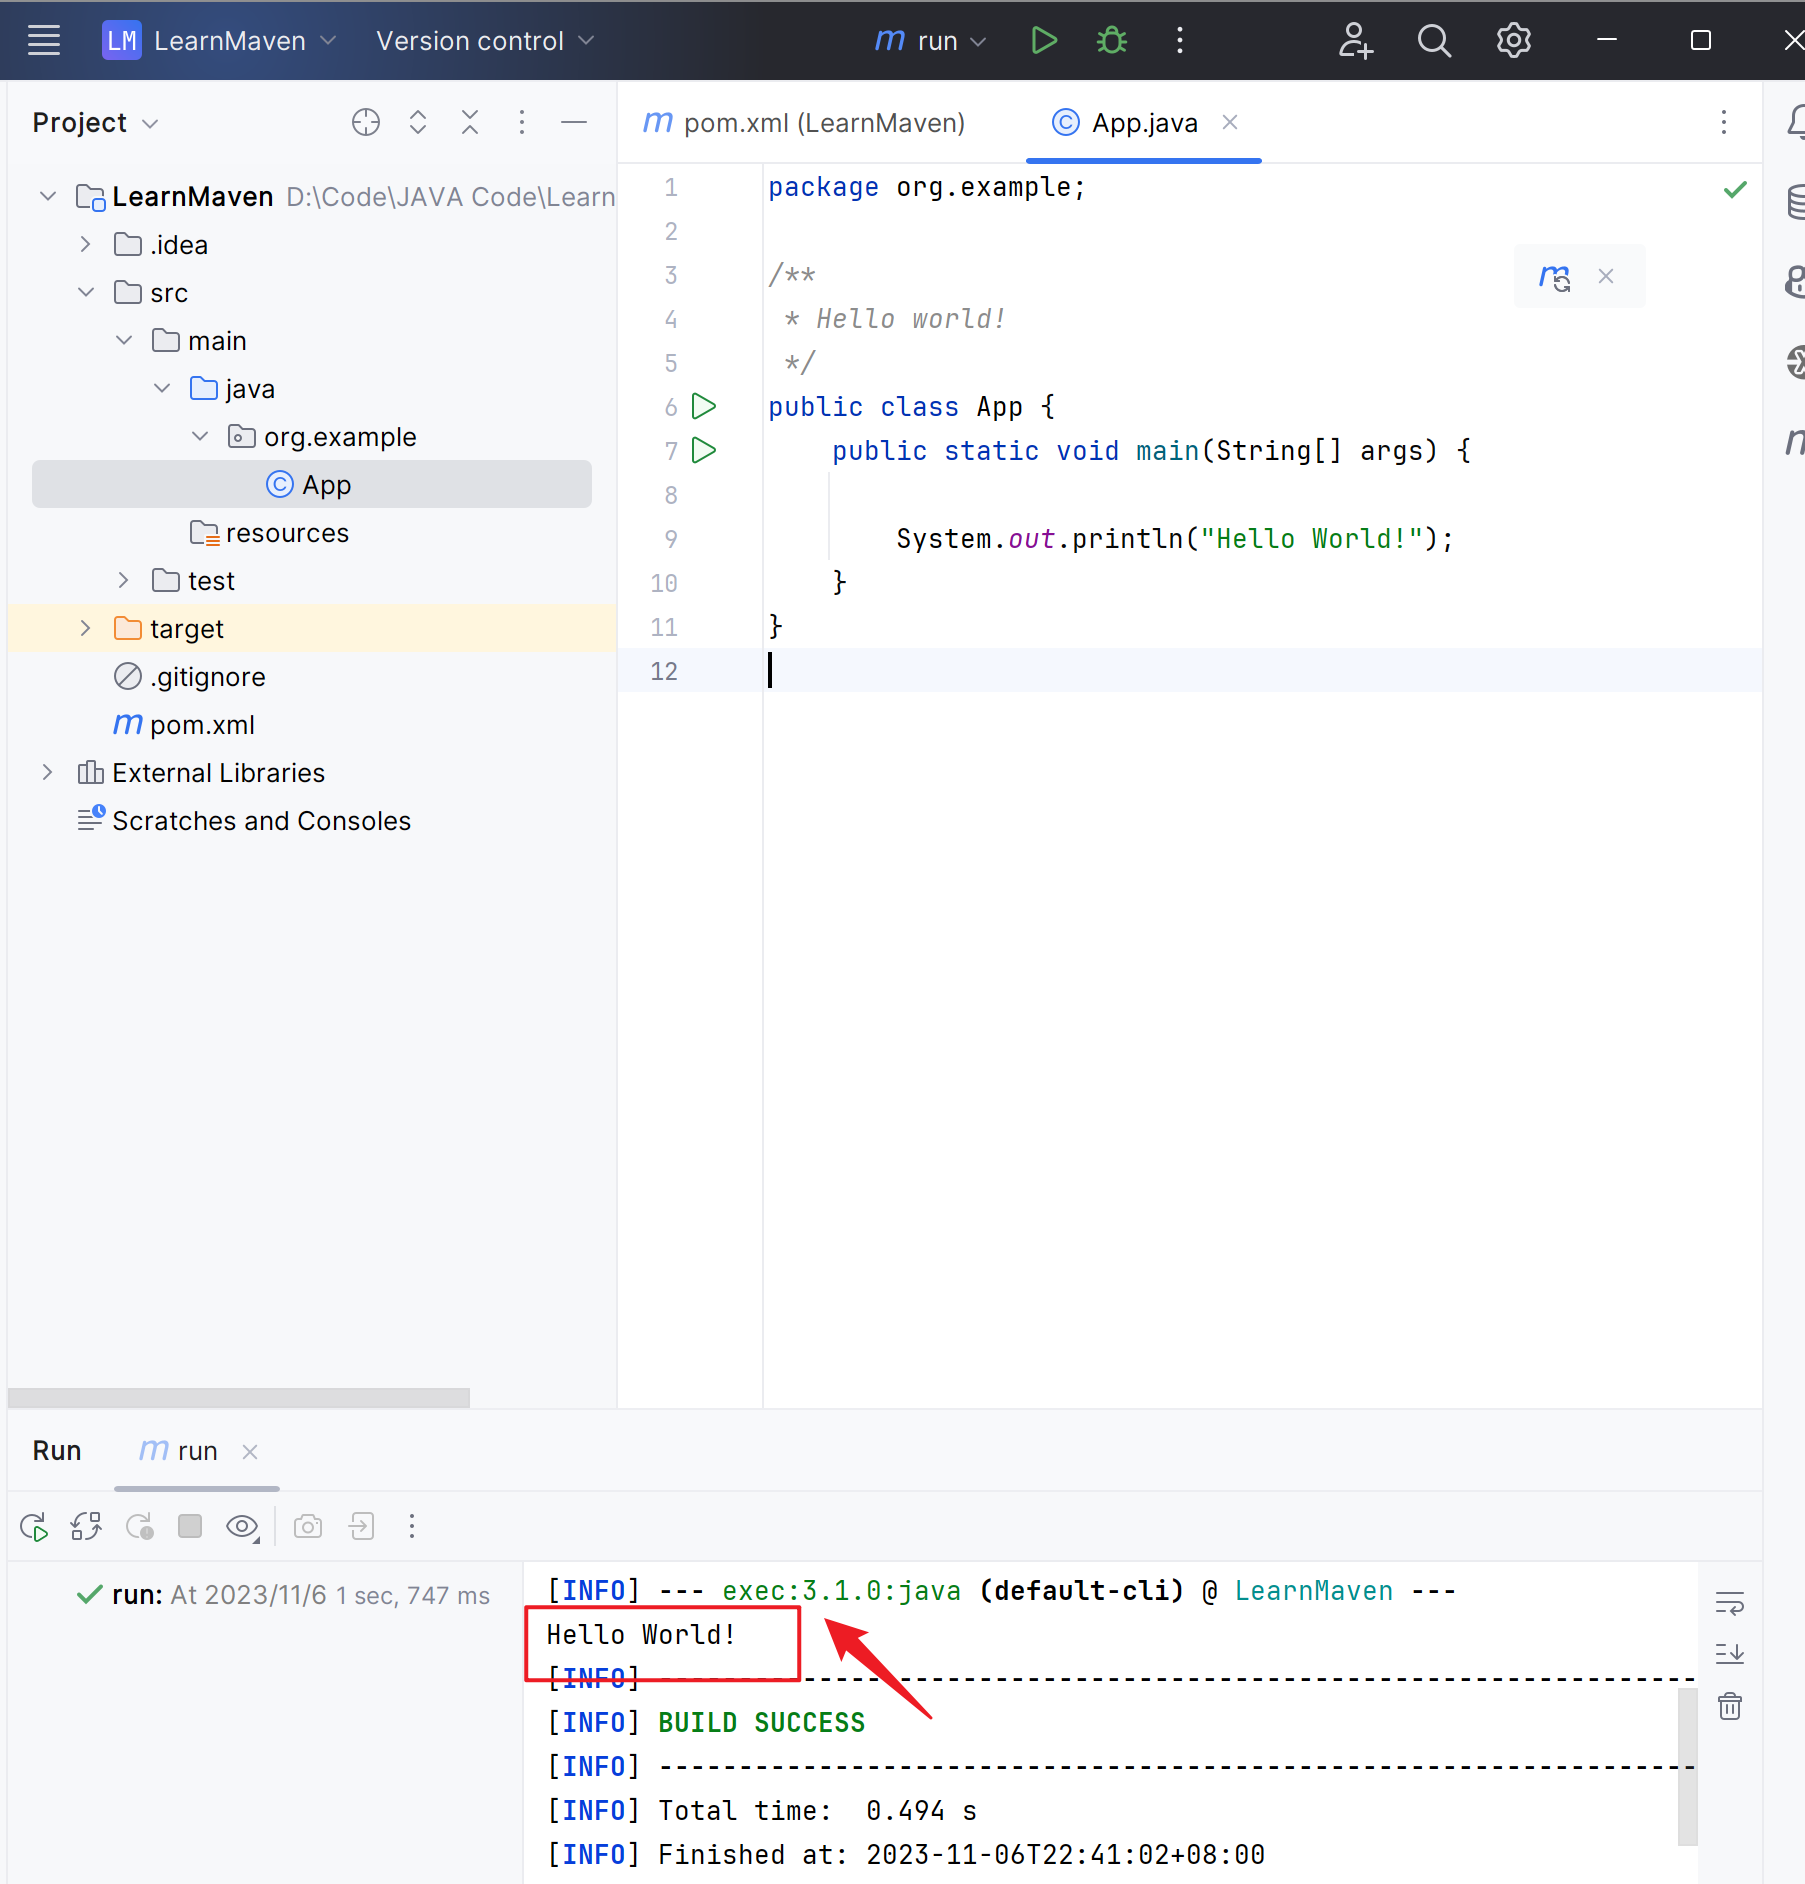 LM LearnMaven Version control m run
Project
m pom.xml (LearnMaven) App.java
LearnMaven D:\Code\JAVA Code\Learn
.idea
src
main
java
org.example
App
resources
test
target
.gitignore
m pom.xml
External Libraries
Scratches and Consoles
1 package org.example;
2
3 /**
4 * Hello world!
5 */
6 public class App {
7 public static void main(String[] args) {
8
9 System.out.println("Hello World!");
10 }
11 }
12
Run m run
run: At 2023/11/6 1 sec, 747 ms
[INFO] --- exec:3.1.0:java (default-cli) @ LearnMaven ---
Hello World!
[INFO] -----------------------------------------------------------------
[INFO] BUILD SUCCESS
[INFO] -----------------------------------------------------------------
[INFO] Total time:  0.494 s
[INFO] Finished at: 2023-11-06T22:41:02+08:00